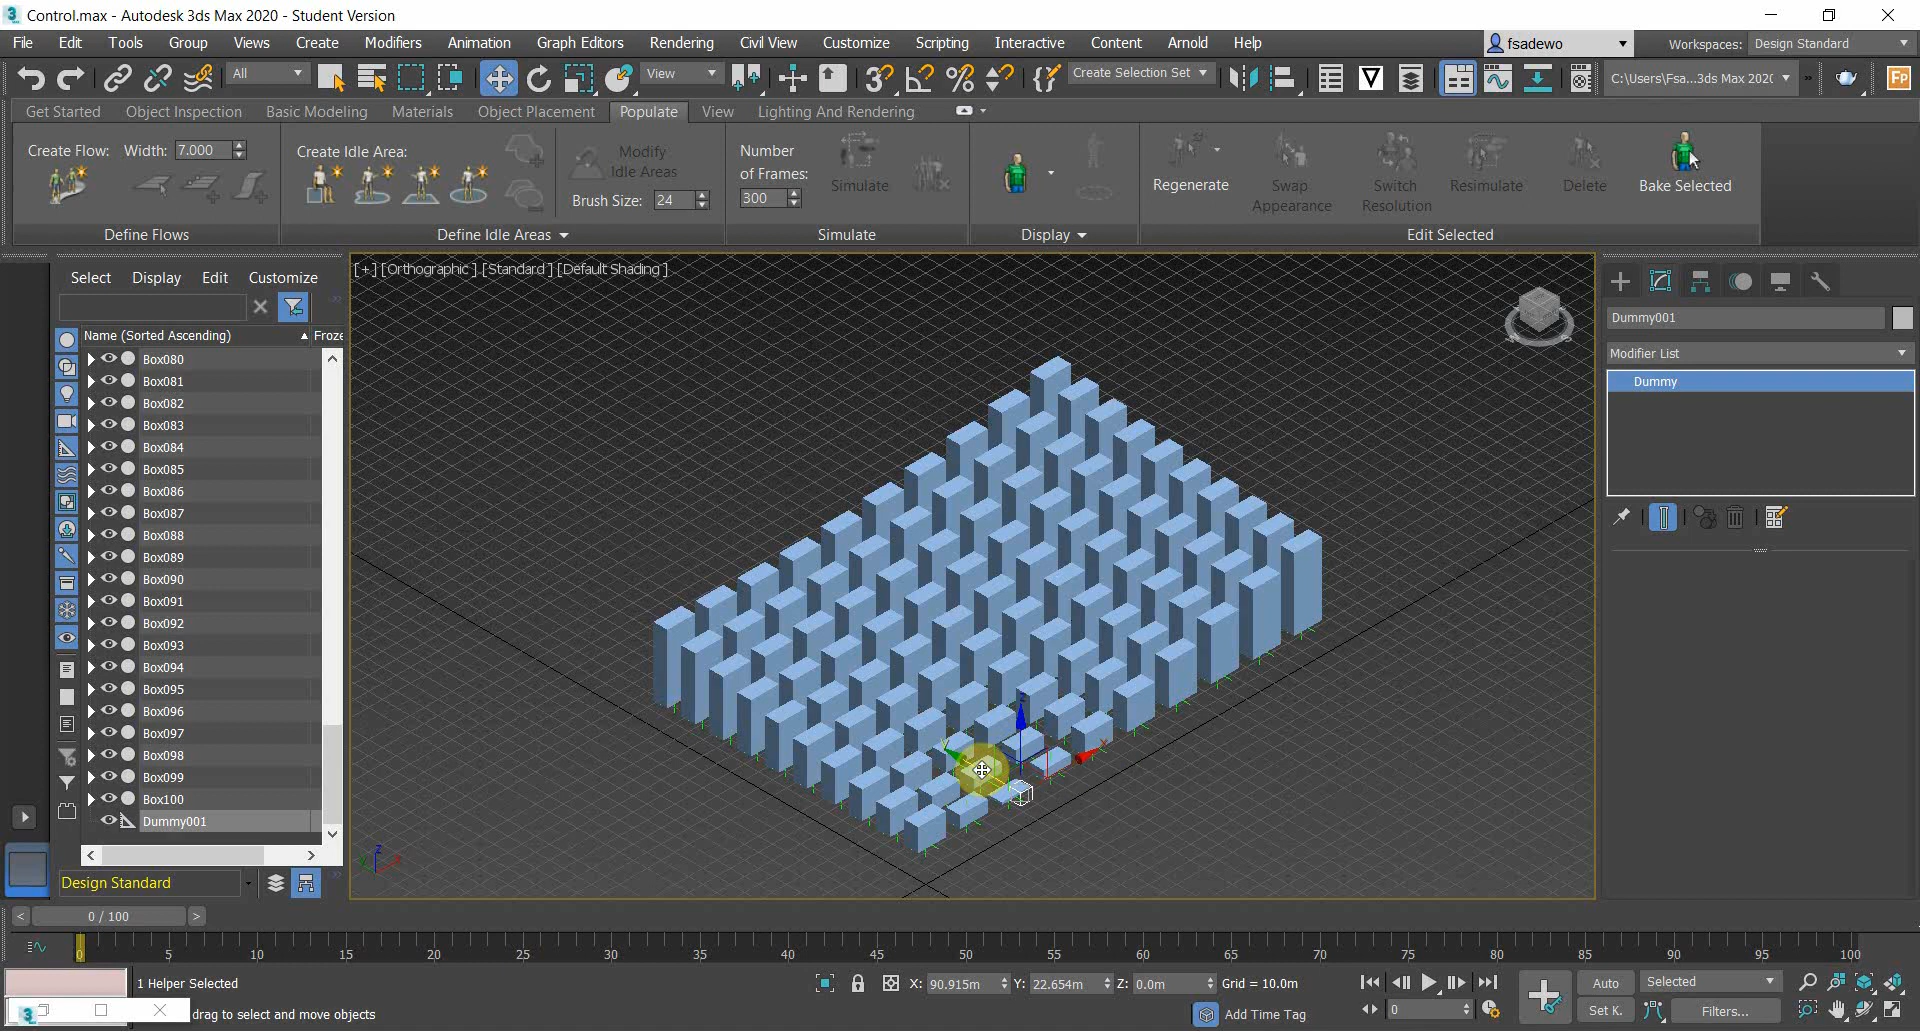 Control.max - Autodesk 3ds Max 2020 - Student Version
File Edit Tools Group Views Create Modifiers Animation Graph Editors Rendering Civil View Customize Scripting Interactive Content Arnold Help
fsadewo
Workspaces: Design Standard
All
View
Create Selection Set
C:\Users\Fsa...3ds Max 202(
Get Started Object Inspection Basic Modeling Materials Object Placement Populate View Lighting And Rendering
Create Flow: Width: 7.000
Define Flows
Create Idle Area:
Modify
Idle Areas
Brush Size: 24
Define Idle Areas
Number
of Frames:
300
Simulate
Simulate
Display
Regenerate
Swap
Appearance
Switch
Resolution
Resimulate
Delete
Bake Selected
Edit Selected
Select Display Edit Customize
Name (Sorted Ascending) Froze
Box080
Box081
Box082
Box083
Box084
Box085
Box086
Box087
Box088
Box089
Box090
Box091
Box092
Box093
Box094
Box095
Box096
Box097
Box098
Box099
Box100
Dummy001
Design Standard
[+] [Orthographic ] [Standard ] [Default Shading ]
z
x
Dummy001
Modifier List
Dummy
< 0 / 100 >
0 5 10 15 20 25 30 35 40 45 50 55 60 65 70 75 80 85 90 95 100
1 Helper Selected
drag to select and move objects
X: 90.915m Y: 22.654m Z: 0.0m Grid = 10.0m
Add Time Tag
0
Auto Selected
Set K. Filters...